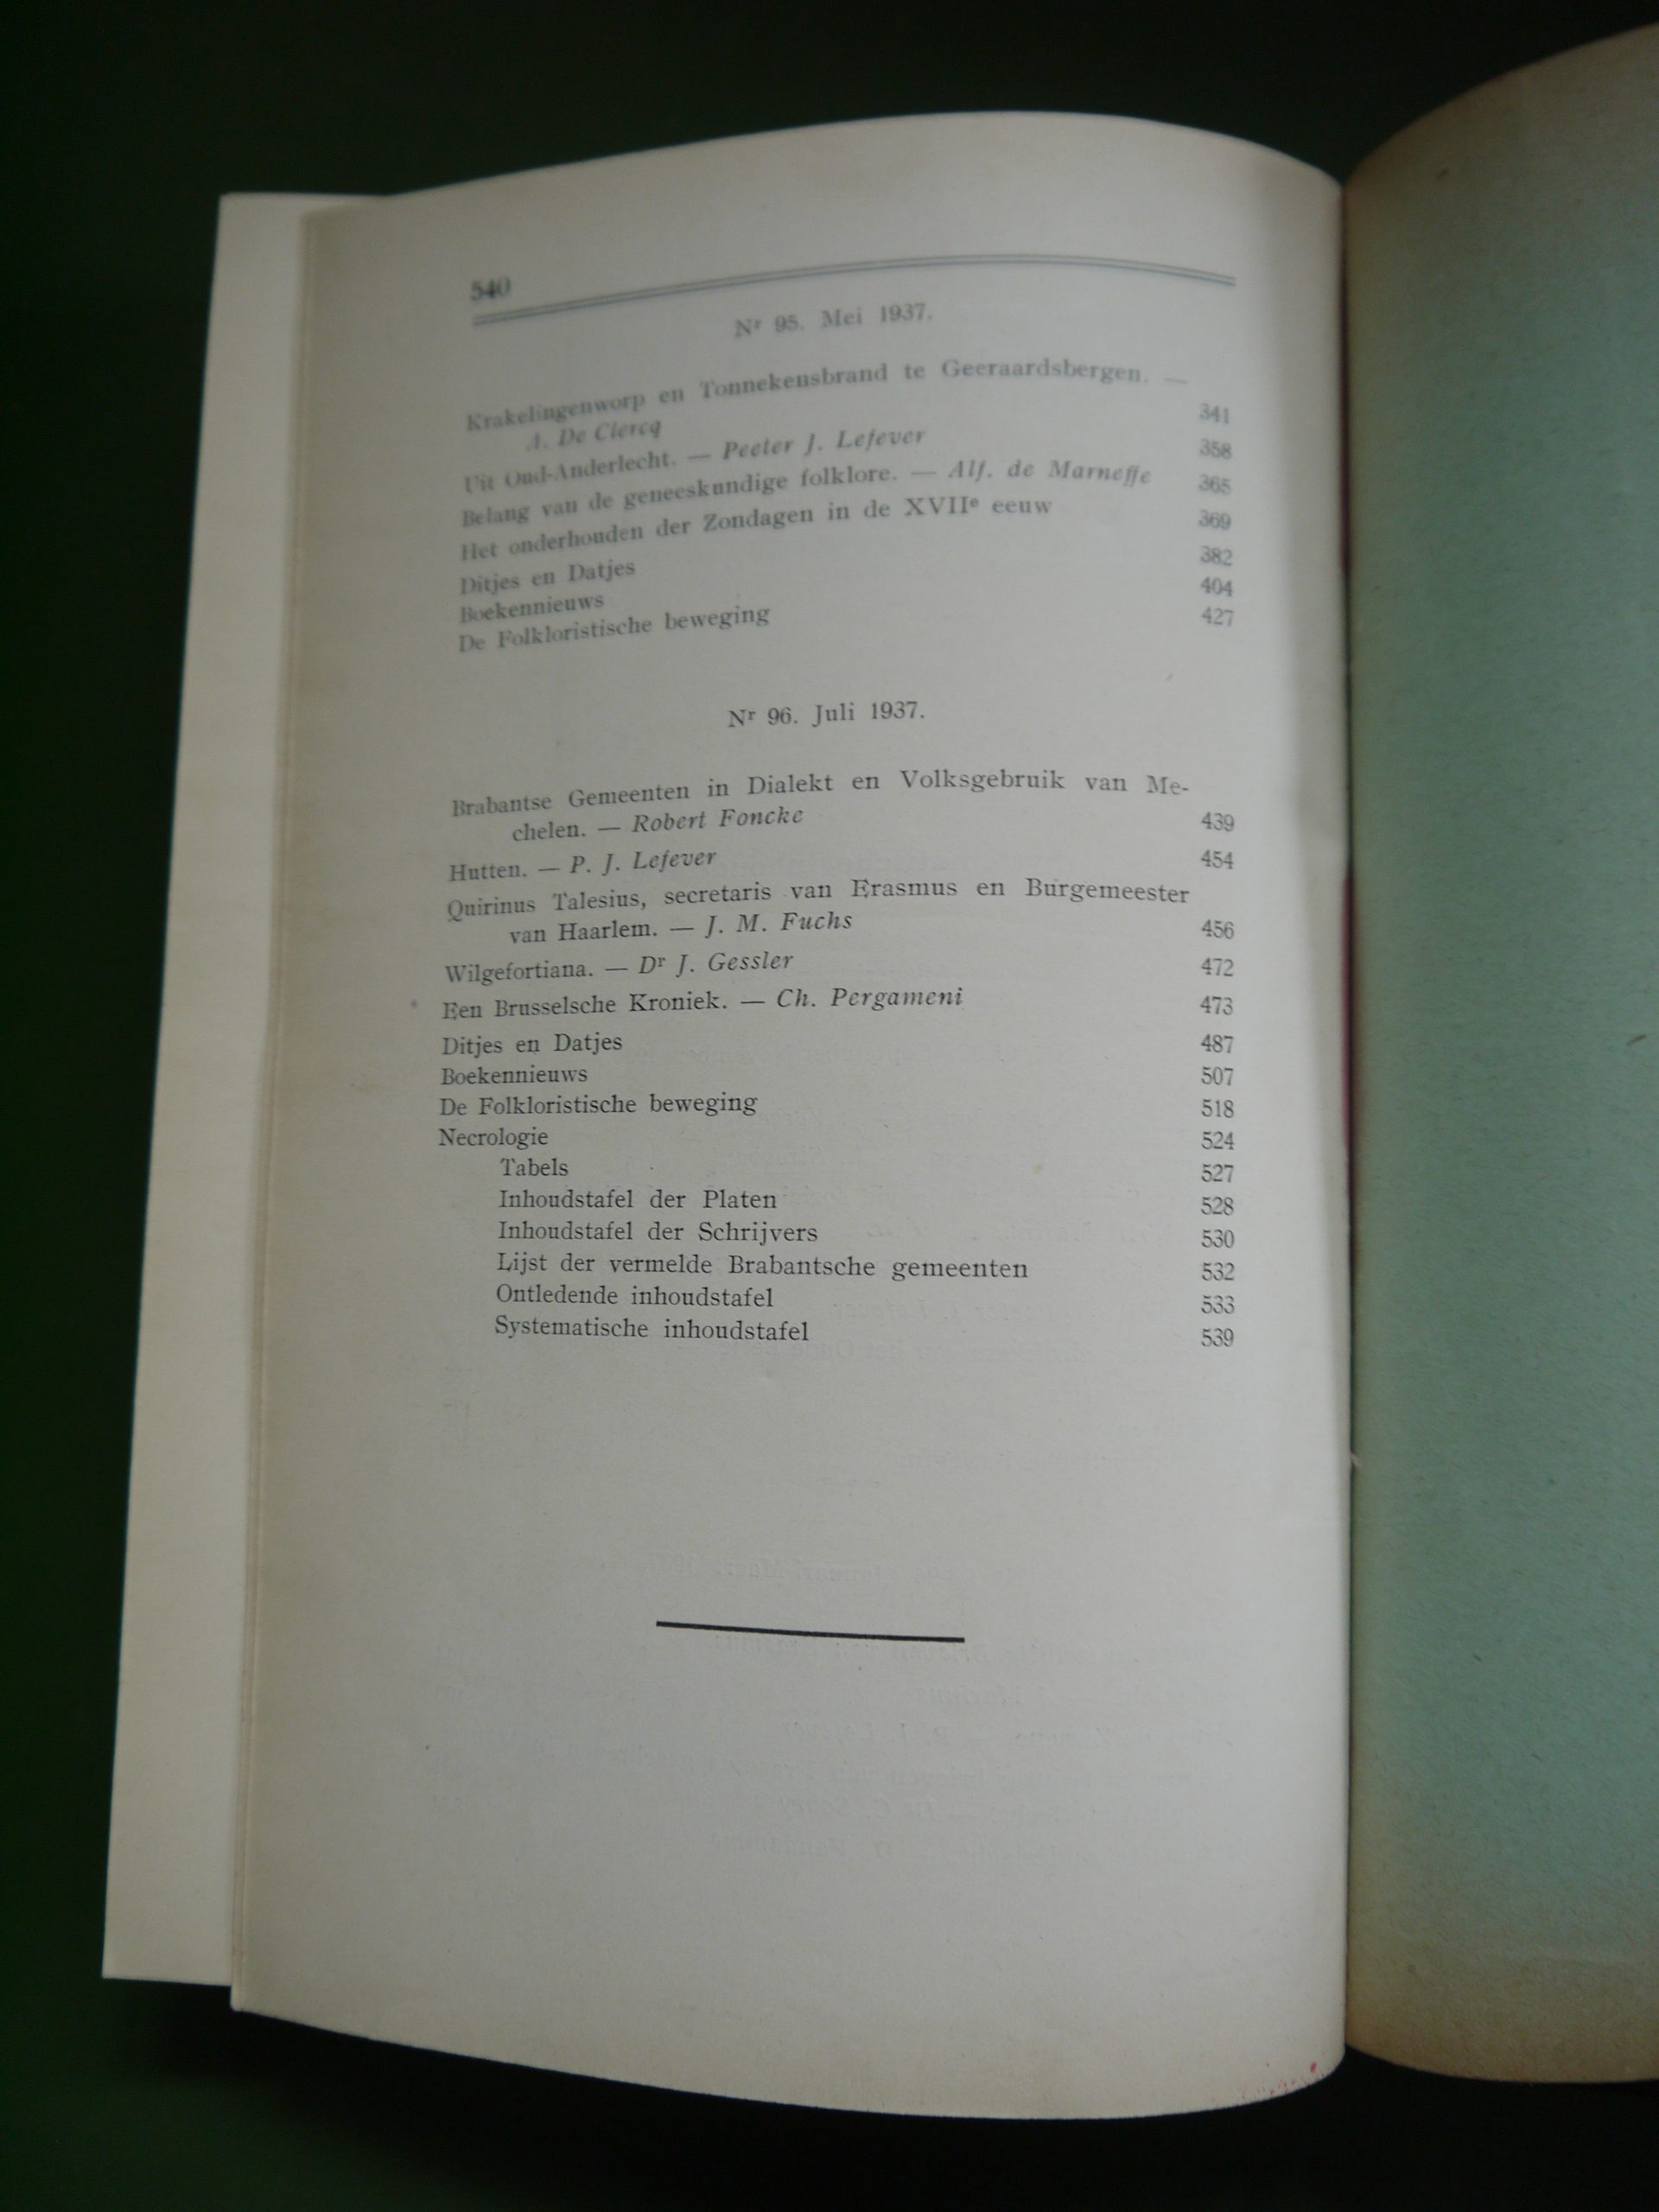 540
Nr 95. Mei 1937.
Krakelingenworp en Tonnekensbrand te Geeraardsbergen. —
A. De Clercq 341
Uit Oud-Anderlecht. — Peeter J. Lefever 358
Belang van de geneeskundige folklore. — Alf. de Marneffe 365
Het onderhouden der Zondagen in de XVIIe eeuw 369
Ditjes en Datjes 382
Boekennieuws 404
De Folkloristische beweging 427
Nr 96. Juli 1937.
Brabantse Gemeenten in Dialekt en Volksgebruik van Me-
chelen. — Robert Foncke 439
Hutten. — P. J. Lefever 454
Quirinus Talesius, secretaris van Erasmus en Burgemeester
van Haarlem. — J. M. Fuchs 456
Wilgefortiana. — Dr J. Gessler 472
Een Brusselsche Kroniek. — Ch. Pergameni 473
Ditjes en Datjes 487
Boekennieuws 507
De Folkloristische beweging 518
Necrologie 524
Tabels 527
Inhoudstafel der Platen 528
Inhoudstafel der Schrijvers 530
Lijst der vermelde Brabantsche gemeenten 532
Ontledende inhoudstafel 533
Systematische inhoudstafel 539